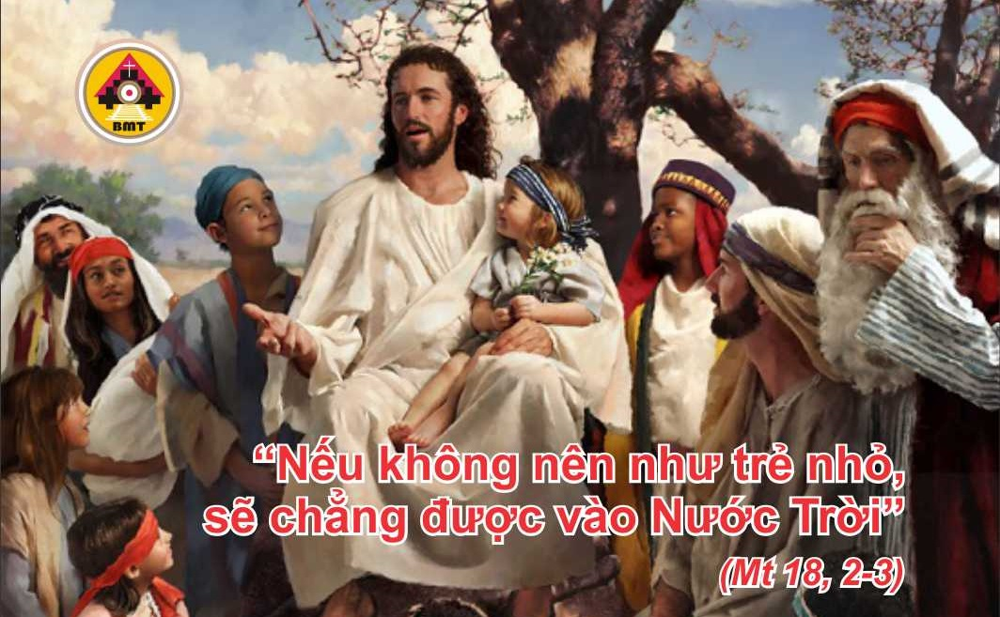 BMT
“Nếu không nên như trẻ nhỏ,
sẽ chẳng được vào Nước Trời”
(Mt 18, 2-3)